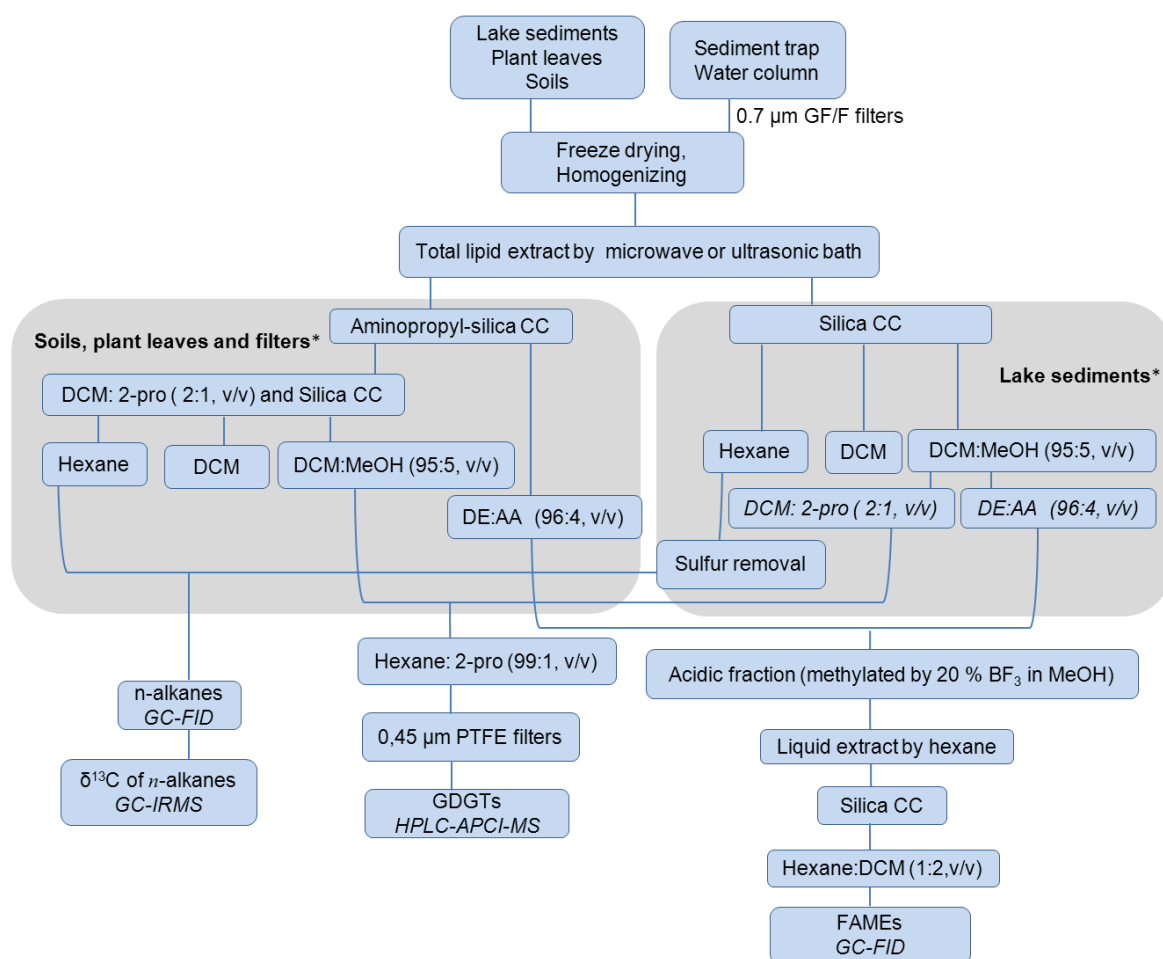 Lake sediments
Plant leaves
Soils
Sediment trap
Water column
0.7 µm GF/F filters
Freeze drying,
Homogenizing
Total lipid extract by microwave or ultrasonic bath
Soils, plant leaves and filters*
Aminopropyl-silica CC
DCM: 2-pro ( 2:1, v/v) and Silica CC
Hexane
DCM
DCM:MeOH (95:5, v/v)
DE:AA (96:4, v/v)
Silica CC
Lake sediments*
Hexane
DCM
DCM:MeOH (95:5, v/v)
DCM: 2-pro ( 2:1, v/v)
DE:AA (96:4, v/v)
Sulfur removal
n-alkanes
GC-FID
δ¹³C of n-alkanes
GC-IRMS
Hexane: 2-pro (99:1, v/v)
0,45 µm PTFE filters
GDGTs
HPLC-APCI-MS
Acidic fraction (methylated by 20 % BF₃ in MeOH)
Liquid extract by hexane
Silica CC
Hexane:DCM (1:2,v/v)
FAMEs
GC-FID